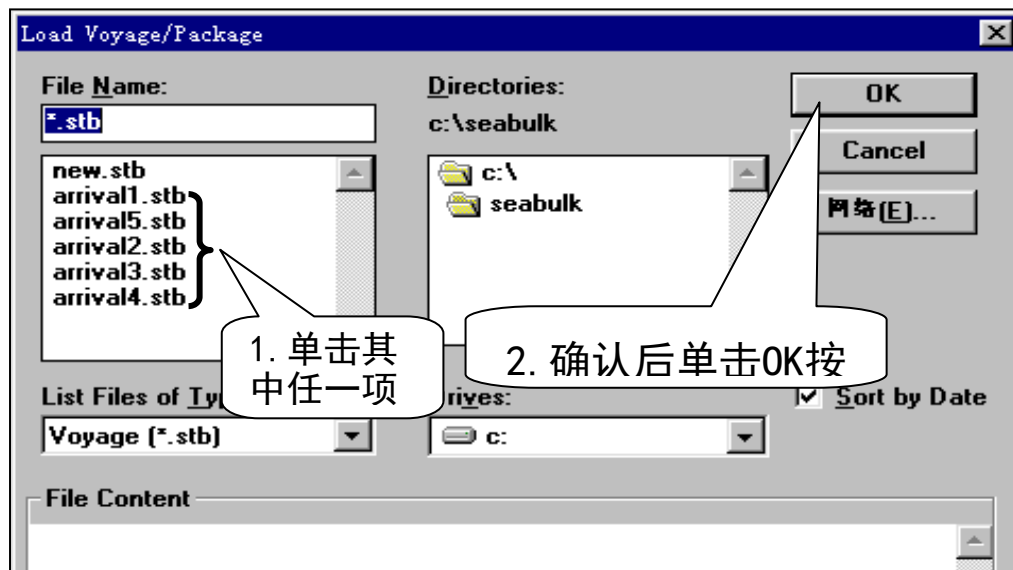 Load Voyage/Package
File Name:
*.stb
new.stb
arrival1.stb
arrival5.stb
arrival2.stb
arrival3.stb
arrival4.stb
Directories:
c:\seabulk
c:\
seabulk
OK
Cancel
网络(E)...
1.单击其
中任一项
2.确认后单击OK按
List Files of Ty
Voyage (*.stb)
rives:
c:
Sort by Date
File Content